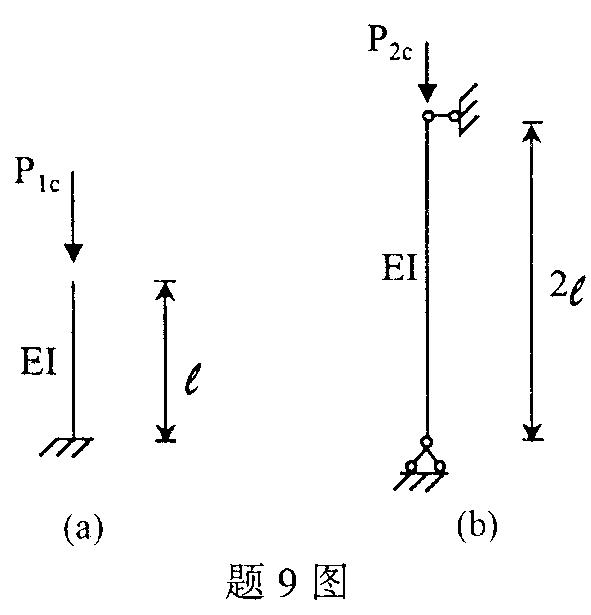 P1c
EI
ℓ
(a)
P2c
EI
2ℓ
(b)
题 9 图